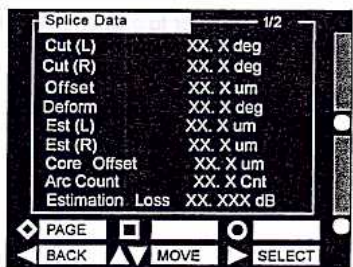 Splice Data 1/2
Cut (L) XX. X deg
Cut (R) XX. X deg
Offset XX. X um
Deform XX. X deg
Est (L) XX. X um
Est (R) XX. X um
Core Offset XX. X um
Arc Count XX. X Cnt
Estimation Loss XX. XXX dB
PAGE
BACK MOVE SELECT